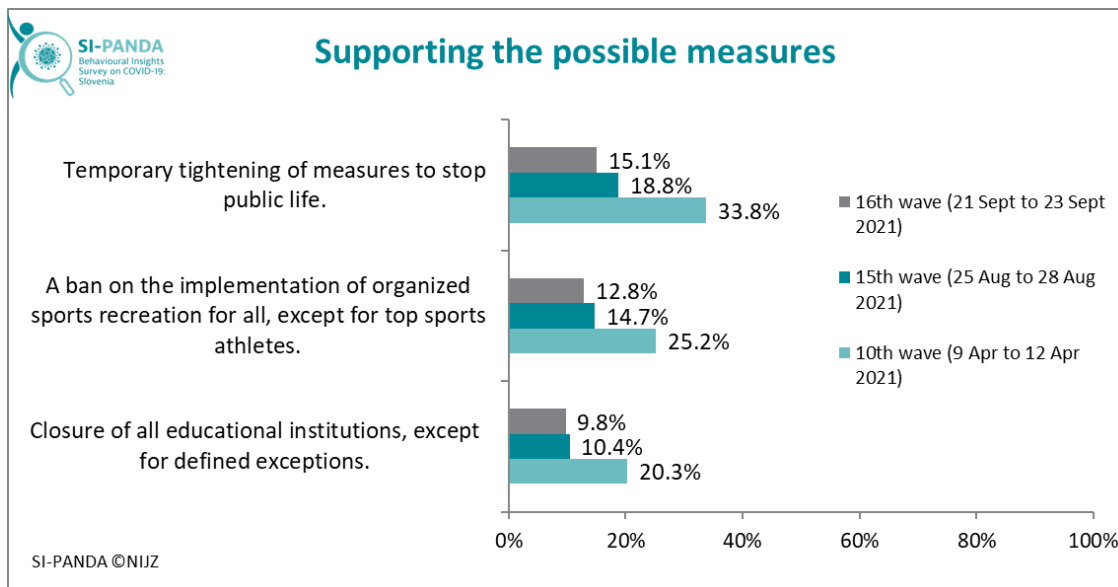 SI-PANDA
Behavioural Insights
Survey on COVID-19:
Slovenia
Supporting the possible measures
Temporary tightening of measures to stop
public life.
15.1%
18.8%
33.8%
A ban on the implementation of organized
sports recreation for all, except for top sports
athletes.
12.8%
14.7%
25.2%
Closure of all educational institutions, except
for defined exceptions.
9.8%
10.4%
20.3%
0% 20% 40% 60% 80% 100%
16th wave (21 Sept to 23 Sept
2021)
15th wave (25 Aug to 28 Aug
2021)
10th wave (9 Apr to 12 Apr
2021)
SI-PANDA ©NIJZ